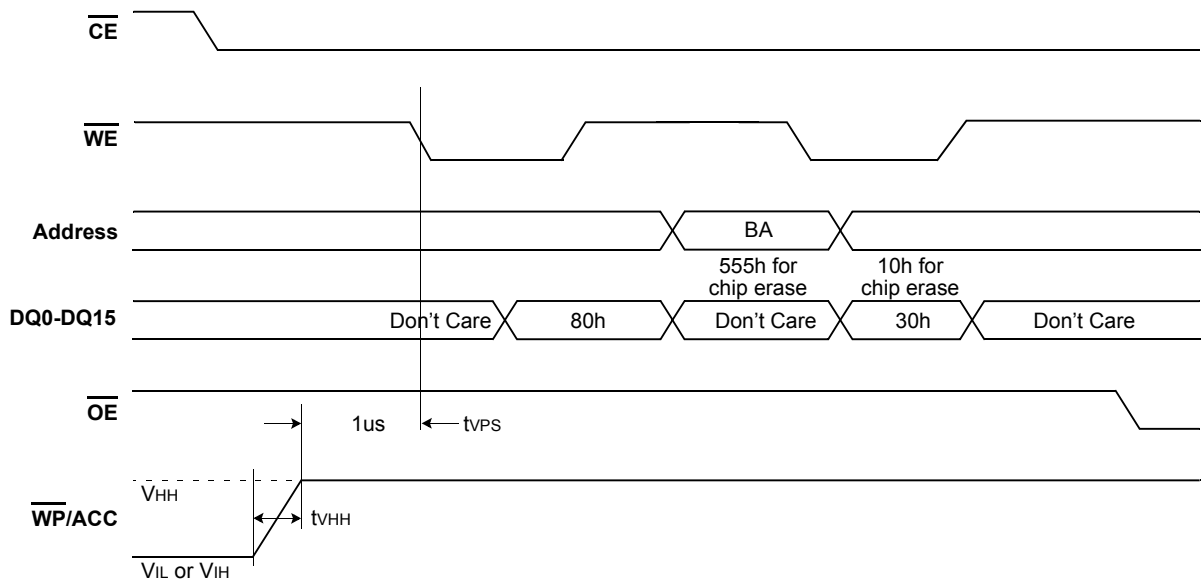 CE
WE
Address
BA
555h for
chip erase
10h for
chip erase
DQ0-DQ15
Don't Care
80h
Don't Care
30h
Don't Care
OE
1us
tVPS
VHH
WP/ACC
tVHH
VIL or VIH